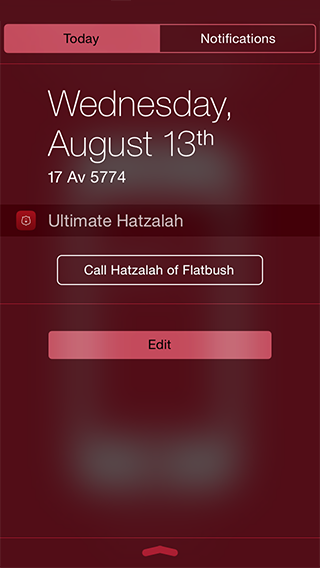 Today
Notifications
Wednesday,
August 13th
17 Av 5774
Ultimate Hatzalah
Call Hatzalah of Flatbush
Edit